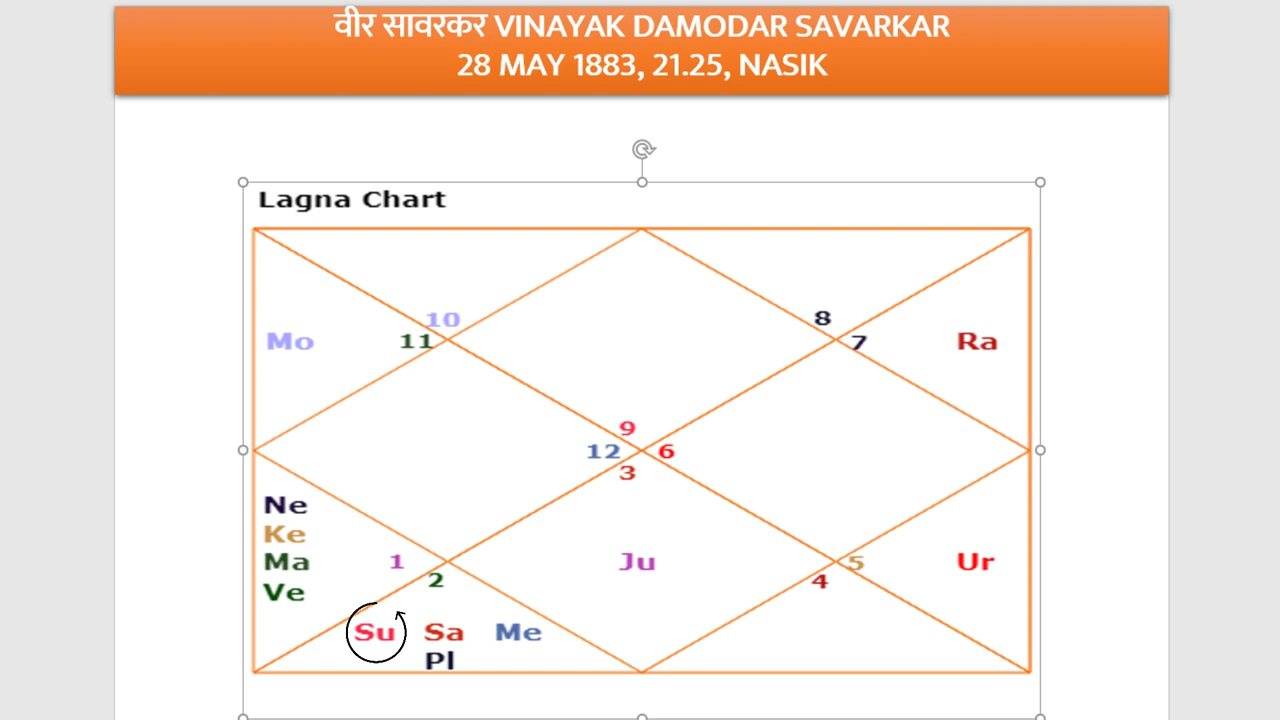 वीर सावरकर VINAYAK DAMODAR SAVARKAR
28 MAY 1883, 21.25, NASIK
Lagna Chart
10
8
Mo
11
7
Ra
9
12
6
3
Ne
Ke
Ma
1
Ju
5
Ur
2
4
Ve
Su Sa Me
Pl